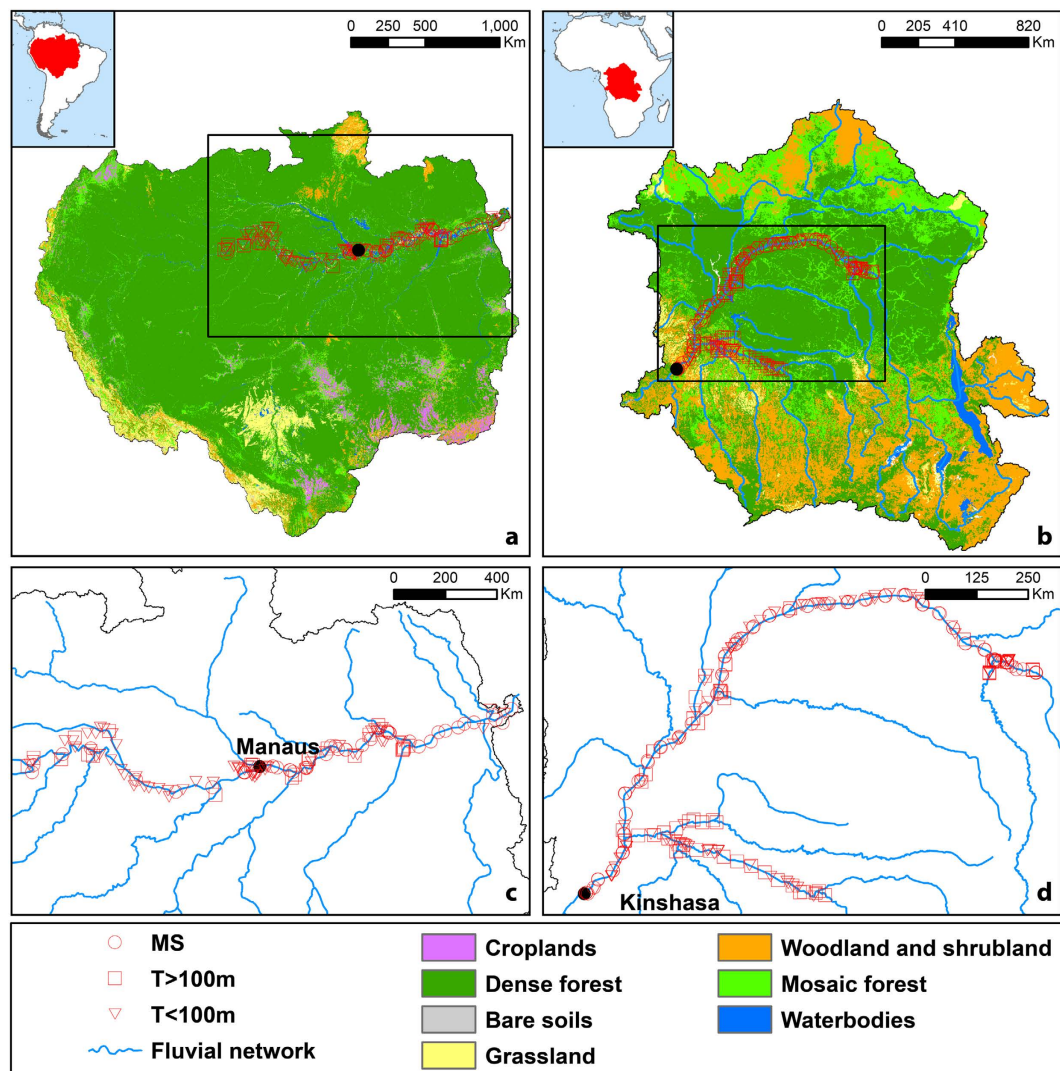 0 250 500 1,000
Km
a
0 205 410 820
Km
b
0 200 400
Km
Manaus
c
0 125 250
Km
Kinshasa
d
MS
T>100m
T<100m
Fluvial network
Croplands
Dense forest
Bare soils
Grassland
Woodland and shrubland
Mosaic forest
Waterbodies